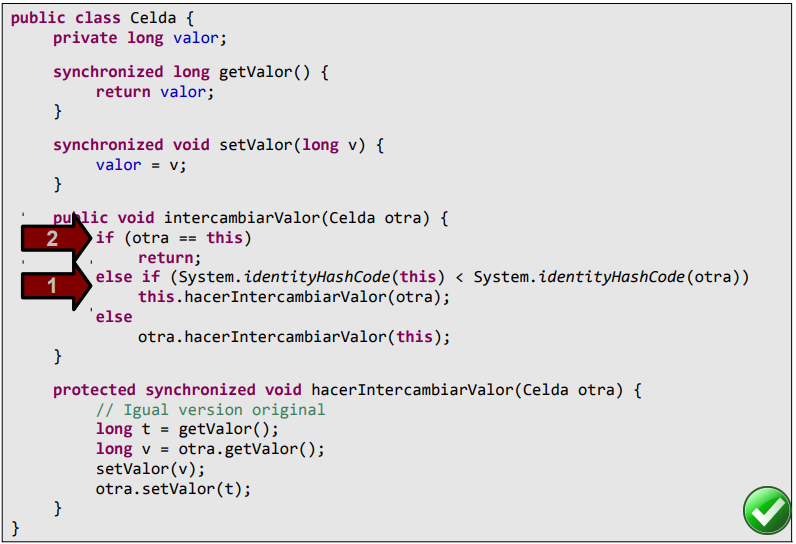 public class Celda {
private long valor;
synchronized long getValor() {
return valor;
}
synchronized void setValor(long v) {
valor = v;
}
public void intercambiarValor(Celda otra) {
2 if (otra == this)
return;
1 else if (System.identityHashCode(this) < System.identityHashCode(otra))
this.hacerIntercambiarValor(otra);
else
otra.hacerIntercambiarValor(this);
}
protected synchronized void hacerIntercambiarValor(Celda otra) {
// Igual version original
long t = getValor();
long v = otra.getValor();
setValor(v);
otra.setValor(t);
}
}